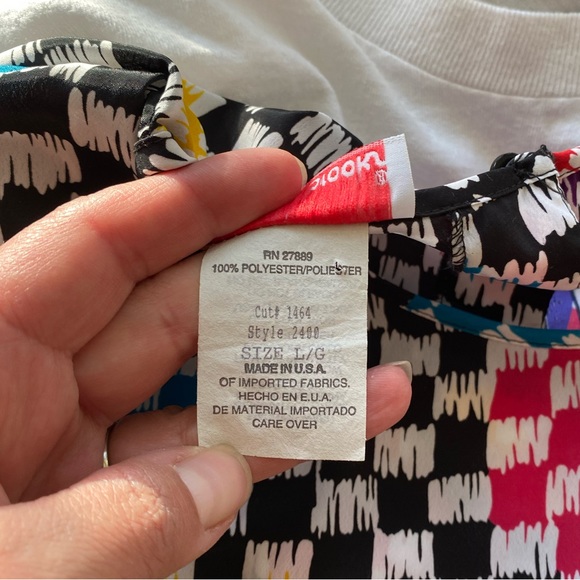 RN 27889
100% POLYESTER/POLIESTER
Cut# 1464
Style 2400
SIZE L/G
MADE IN U.S.A.
OF IMPORTED FABRICS.
HECHO EN E.U.A.
DE MATERIAL IMPORTADO
CARE OVER